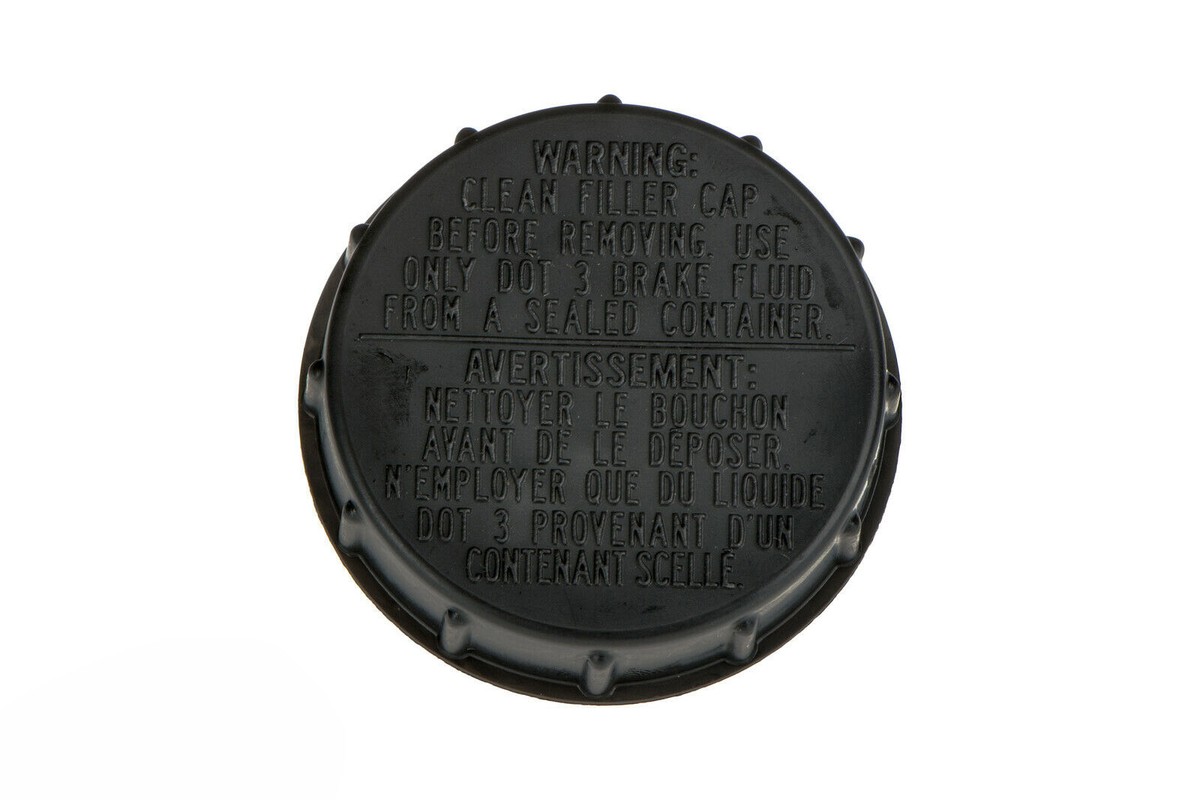 WARNING:
CLEAN FILLER CAP
BEFORE REMOVING. USE
ONLY DOT 3 BRAKE FLUID
FROM A SEALED CONTAINER.
AVERTISSEMENT:
NETTOYER LE BOUCHON
AVANT DE LE DÉPOSER.
N'EMPLOYER QUE DU LIQUIDE
DOT 3 PROVENANT D'UN
CONTENANT SCELLÉ.